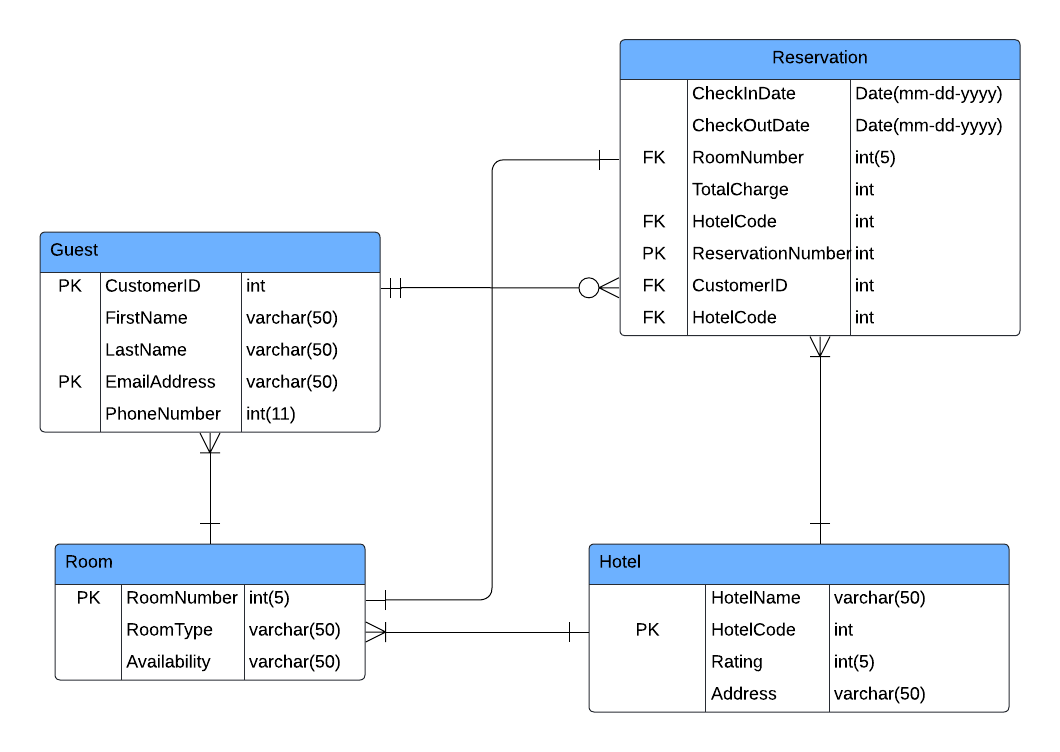 Reservation
CheckInDate Date(mm-dd-yyyy)
CheckOutDate Date(mm-dd-yyyy)
FK RoomNumber int(5)
TotalCharge int
FK HotelCode int
PK ReservationNumber int
FK CustomerID int
FK HotelCode int
Guest
PK CustomerID int
FirstName varchar(50)
LastName varchar(50)
PK EmailAddress varchar(50)
PhoneNumber int(11)
Room
PK RoomNumber int(5)
RoomType varchar(50)
Availability varchar(50)
Hotel
HotelName varchar(50)
PK HotelCode int
Rating int(5)
Address varchar(50)